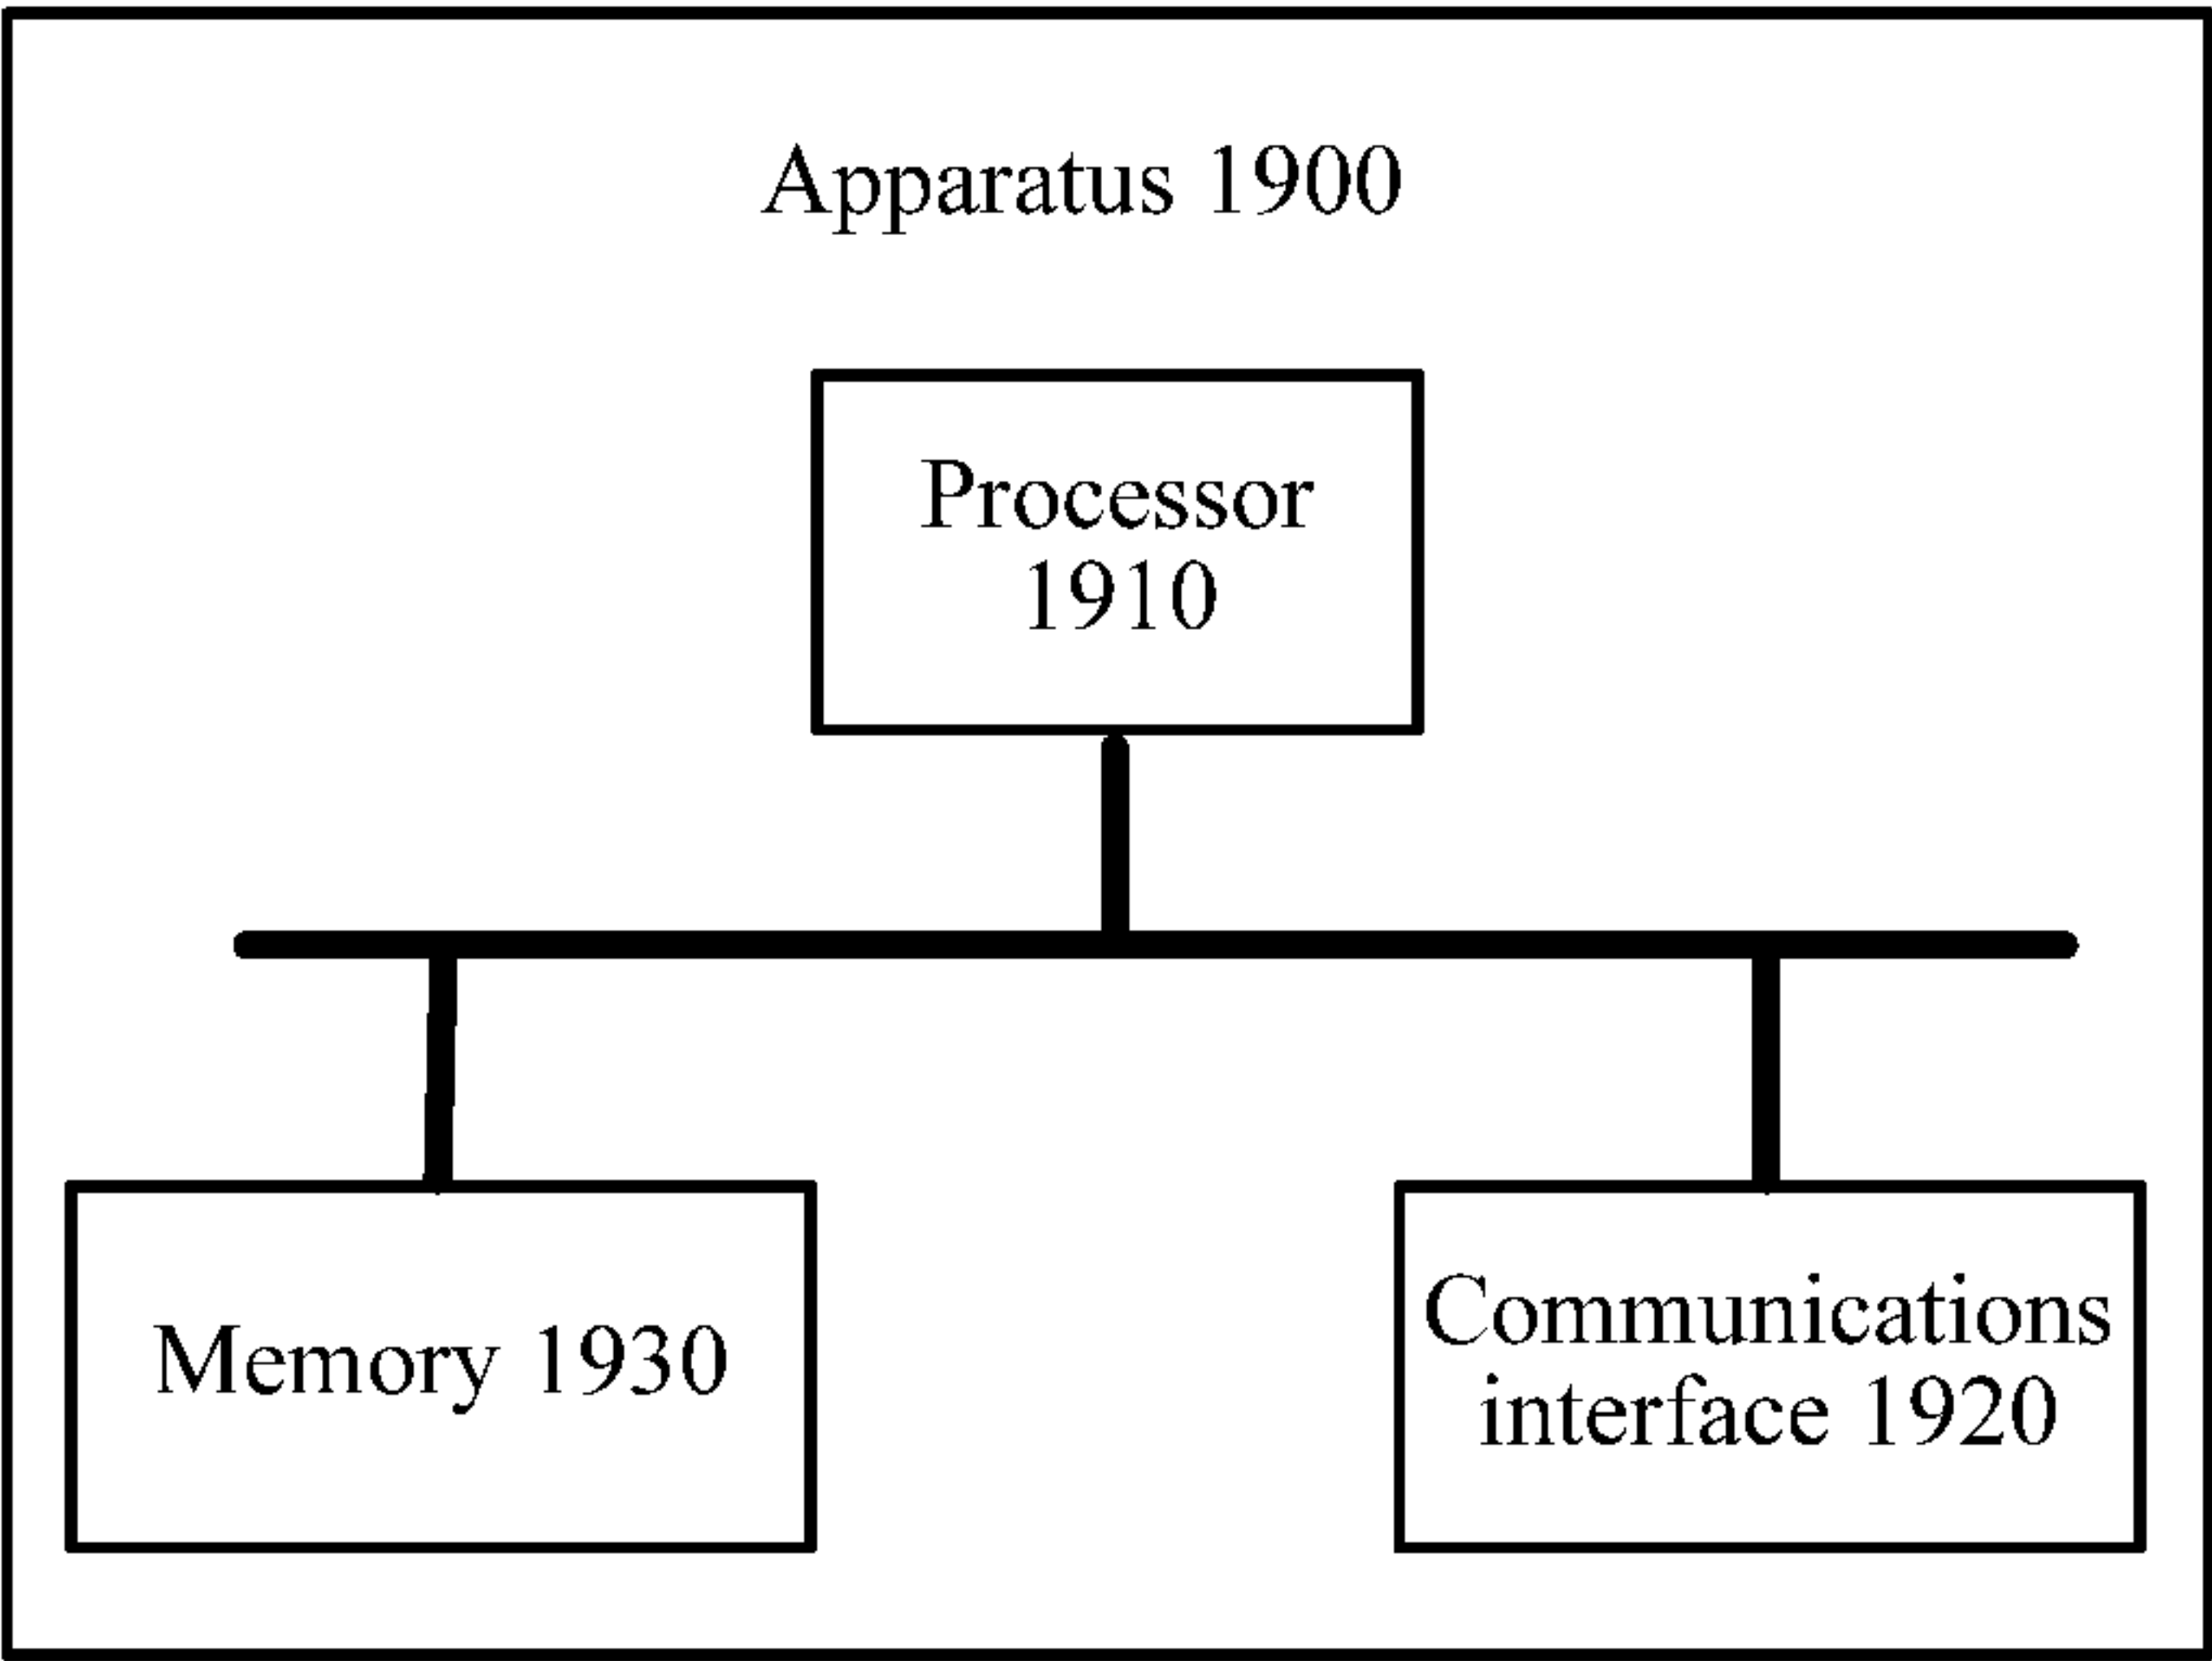 Apparatus 1900
Processor
1910
Memory 1930
Communications
interface 1920